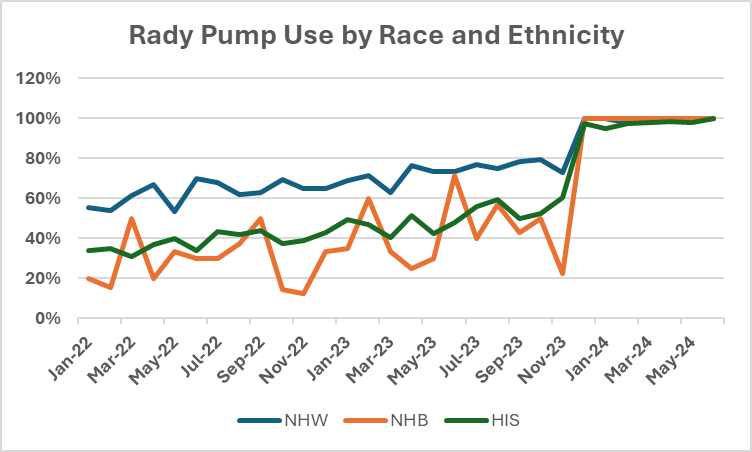 Rady Pump Use by Race and Ethnicity
120%
100%
80%
60%
40%
20%
0%
Jan-22 Mar-22 May-22 Jul-22 Sep-22 Nov-22 Jan-23 Mar-23 May-23 Jul-23 Sep-23 Nov-23 Jan-24 Mar-24 May-24
NHW NHB HIS